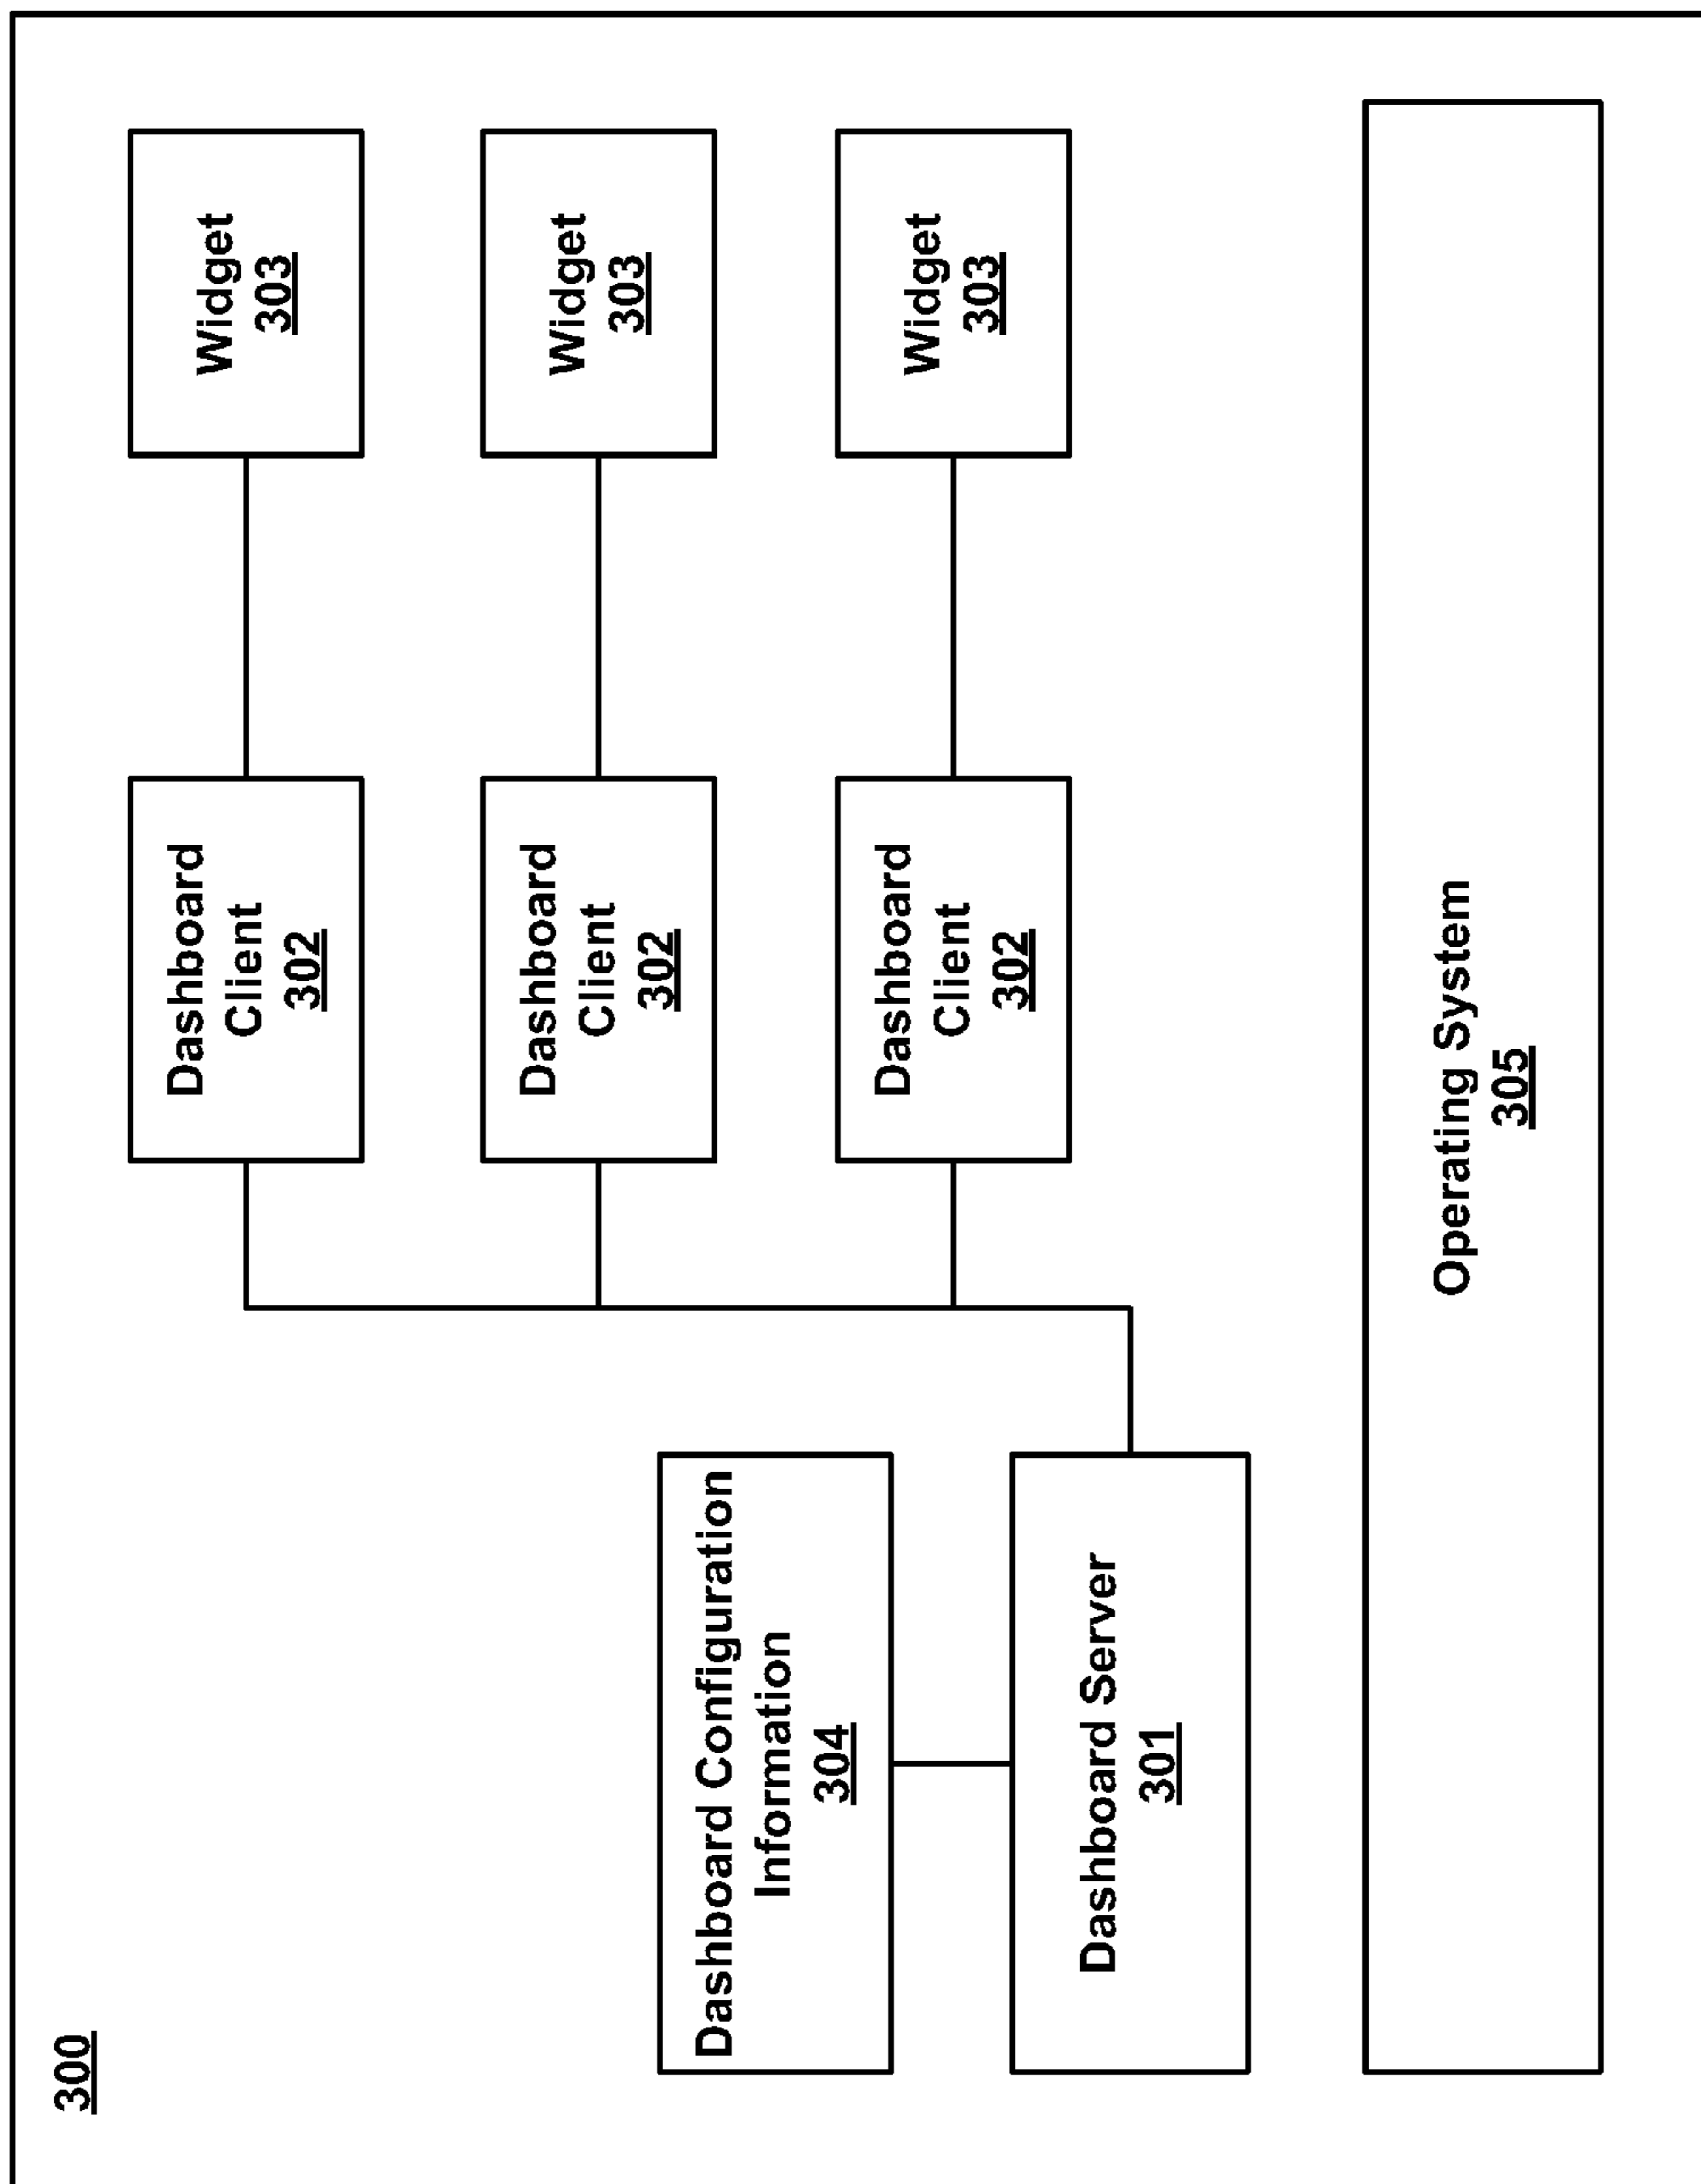 300
Dashboard
Client
302
Widget
303
Dashboard
Client
302
Widget
303
Dashboard Configuration
Information
304
Dashboard
Client
302
Widget
303
Dashboard Server
301
Operating System
305